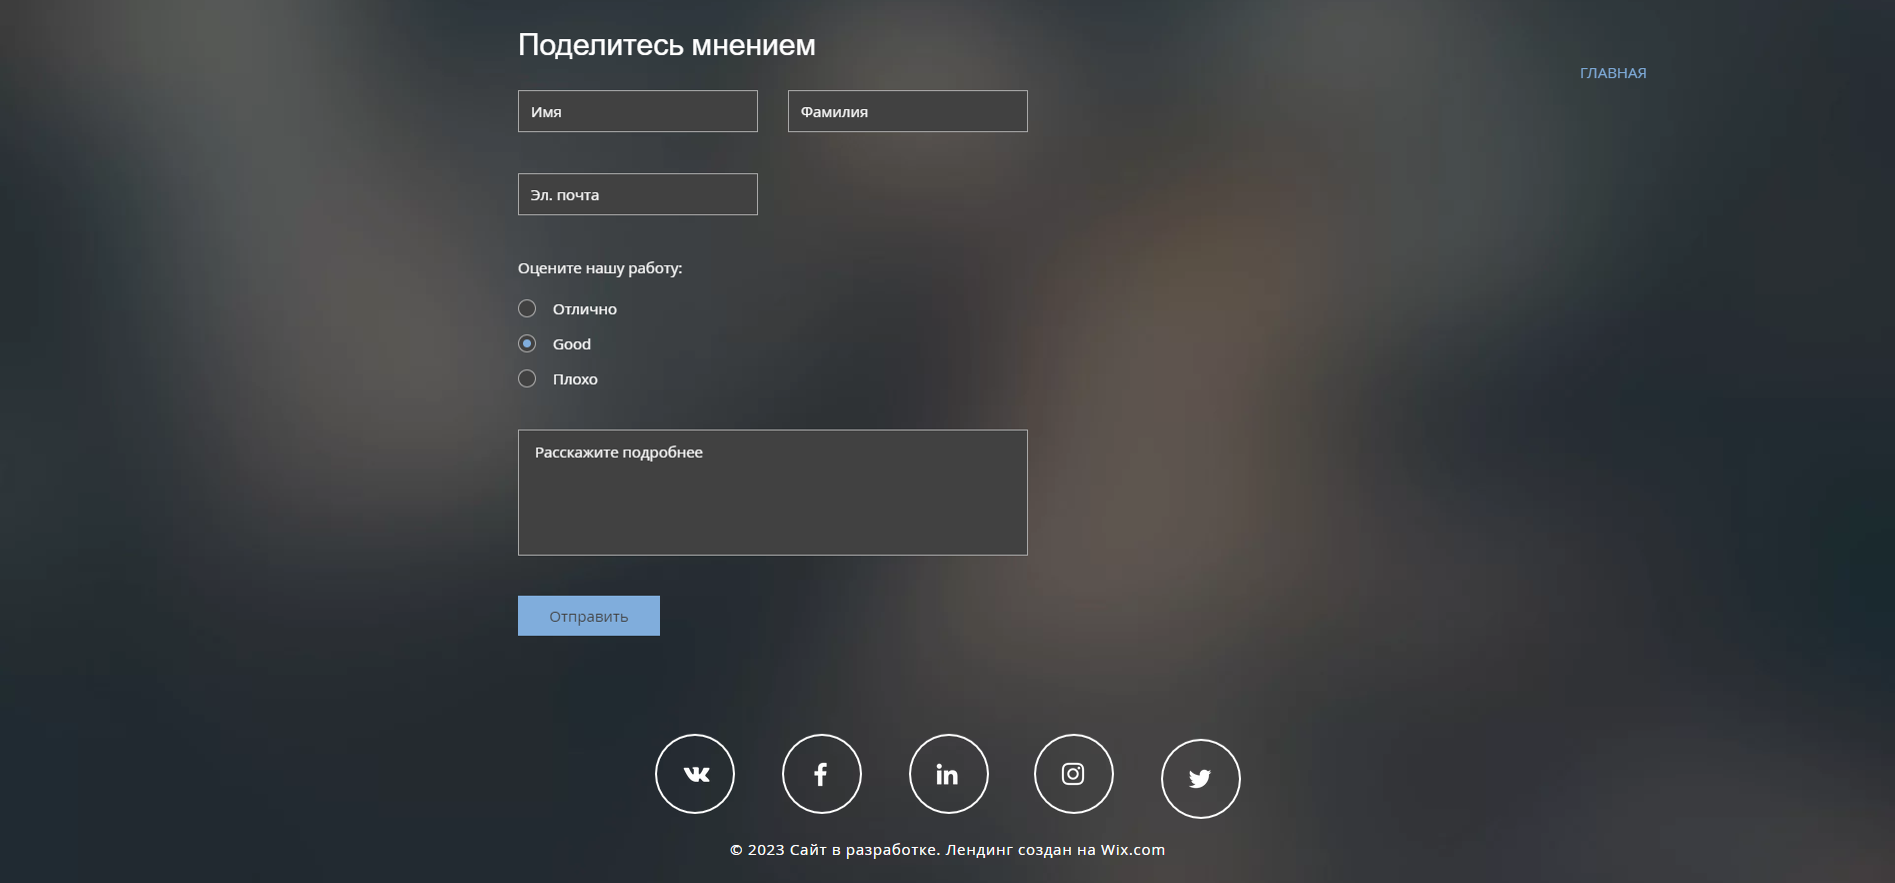 Поделитесь мнением
ГЛАВНАЯ
Имя
Фамилия
Эл. почта
Оцените нашу работу:
Отлично
Good
Плохо
Расскажите подробнее
Отправить
© 2023 Сайт в разработке. Лендинг создан на Wix.com